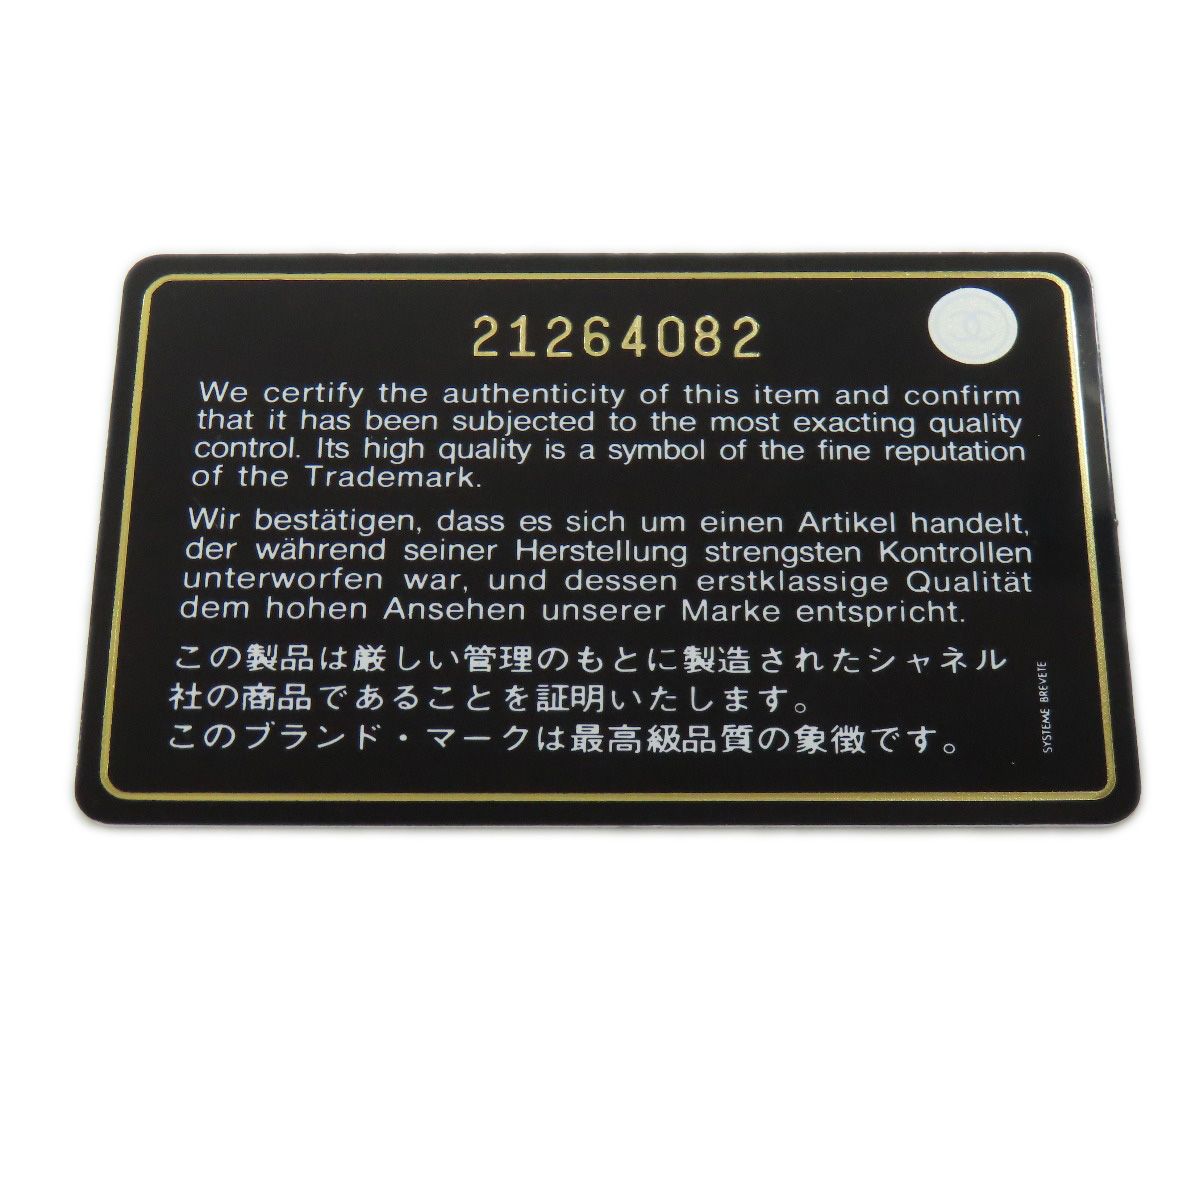 21264082
We certify the authenticity of this item and confirm
that it has been subjected to the most exacting quality
control. Its high quality is a symbol of the fine reputation
of the Trademark.
Wir bestätigen, dass es sich um einen Artikel handelt,
der während seiner Herstellung strengsten Kontrollen
unterworfen war, und dessen erstklassige Qualität
dem hohen Ansehen unserer Marke entspricht.
この製品は厳しい管理のもとに製造されたシャネル
社の商品であることを証明いたします。
このブランド・マークは最高級品質の象徴です。
SYSTEME BREVETE